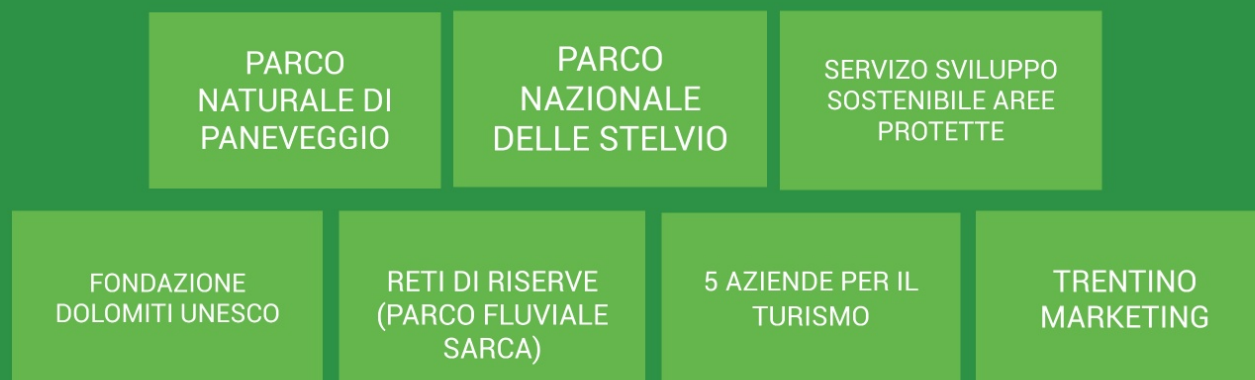 PARCO
NATURALE DI
PANEVEGGIO
PARCO
NAZIONALE
DELLE STELVIO
SERVIZO SVILUPPO
SOSTENIBILE AREE
PROTETTE
FONDAZIONE
DOLOMITI UNESCO
RETI DI RISERVE
(PARCO FLUVIALE
SARCA)
5 AZIENDE PER IL
TURISMO
TRENTINO
MARKETING